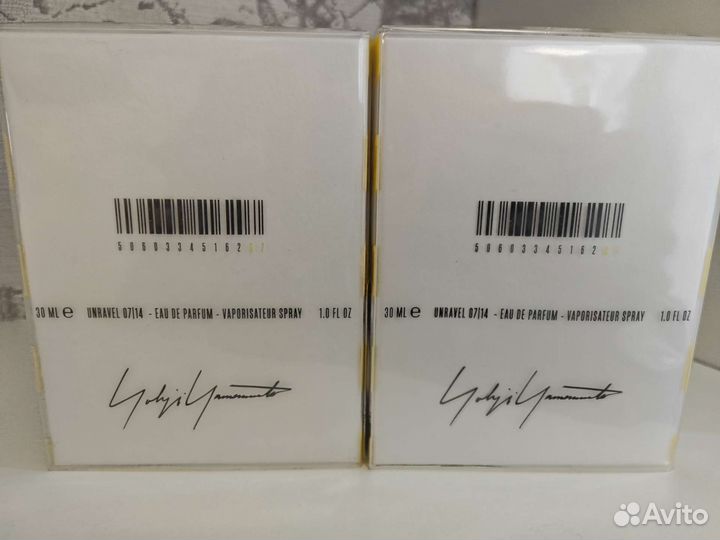 50603345162
30 ML e UNRAVEL 07|14 - EAU DE PARFUM - VAPORISATEUR SPRAY 1.0 FL OZ
Yohji Yamamoto
50603345162
30 ML e UNRAVEL 07|14 - EAU DE PARFUM - VAPORISATEUR SPRAY 1.0 FL OZ
Yohji Yamamoto
Avito